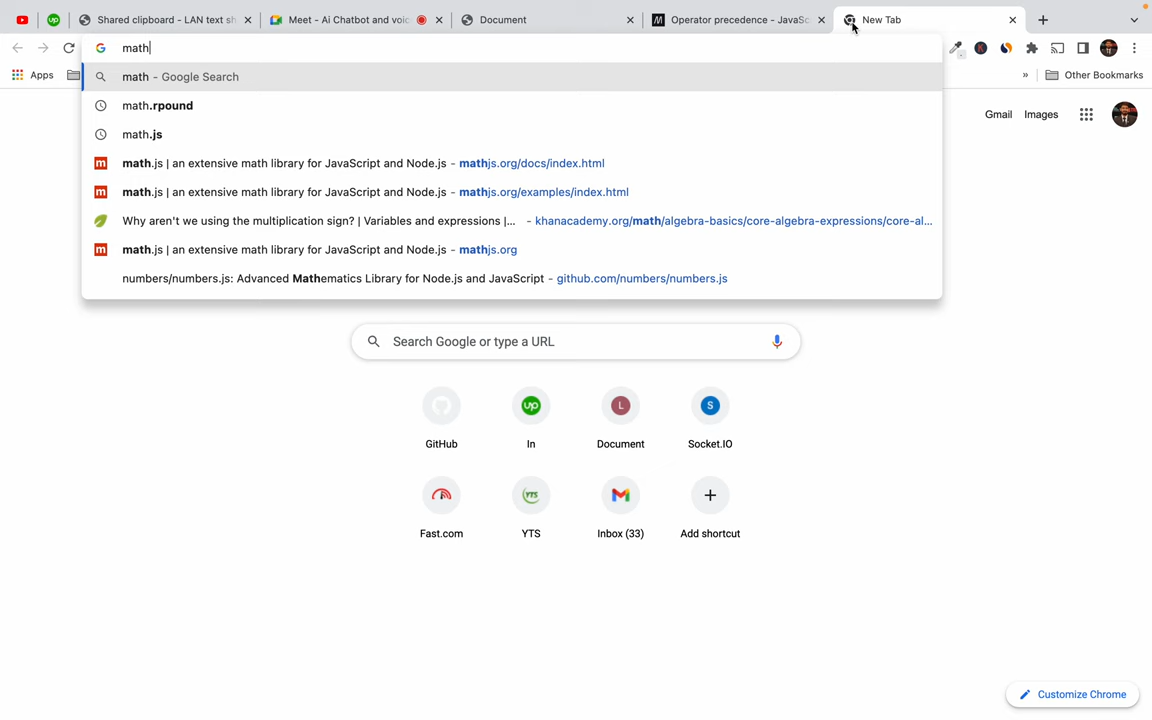 Shared clipboard - LAN text sh
Meet - Ai Chatbot and voic
Document
Operator precedence - JavaSc
New Tab
math
Apps
Other Bookmarks
math - Google Search
math.rpound
math.js
math.js | an extensive math library for JavaScript and Node.js - mathjs.org/docs/index.html
math.js | an extensive math library for JavaScript and Node.js - mathjs.org/examples/index.html
Why aren't we using the multiplication sign? | Variables and expressions |... - khanacademy.org/math/algebra-basics/core-algebra-expressions/core-al...
math.js | an extensive math library for JavaScript and Node.js - mathjs.org
numbers/numbers.js: Advanced Mathematics Library for Node.js and JavaScript - github.com/numbers/numbers.js
Gmail
Images
Search Google or type a URL
GitHub
In
Document
Socket.IO
Fast.com
YTS
Inbox (33)
Add shortcut
Customize Chrome